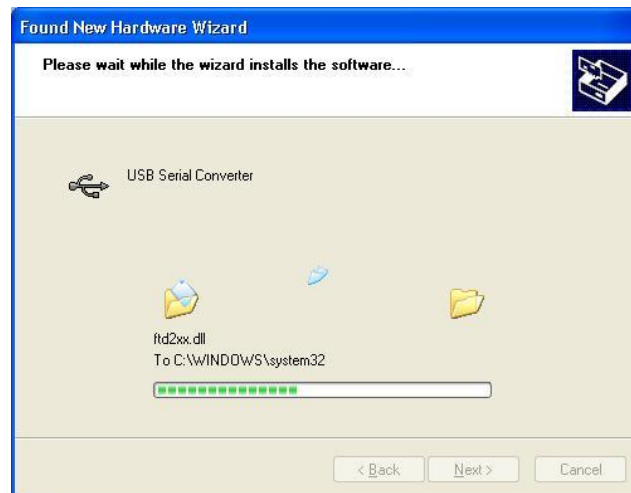 Found New Hardware Wizard
Please wait while the wizard installs the software...
USB Serial Converter
ftd2xx.dll
To C:\WINDOWS\system32
< Back Next > Cancel